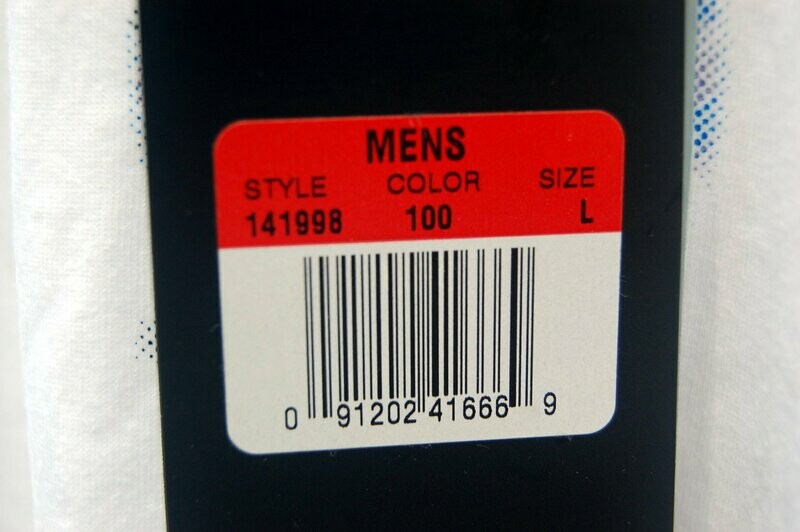 MENS
STYLE COLOR SIZE
141998 100 L
0 91202 41666 9